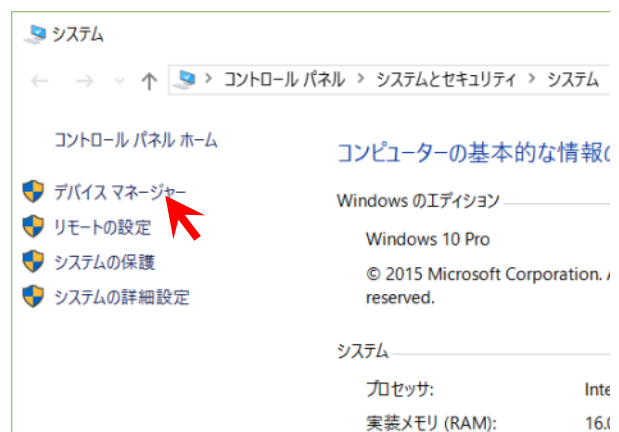 システム
コントロール パネル > システムとセキュリティ > システム
コントロール パネル ホーム
デバイス マネージャー
リモートの設定
システムの保護
システムの詳細設定
コンピューターの基本的な情報
Windows のエディション
Windows 10 Pro
© 2015 Microsoft Corporation.
reserved.
システム
プロセッサ:
実装メモリ (RAM): 16.